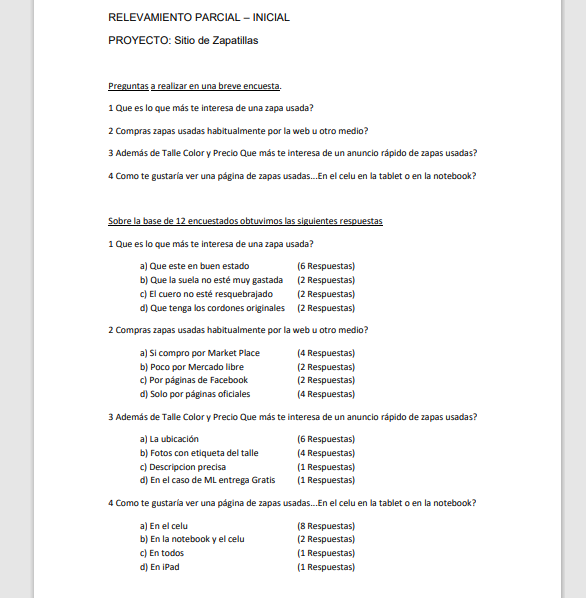 RELEVAMIENTO PARCIAL – INICIAL
PROYECTO: Sitio de Zapatillas
Preguntas a realizar en una breve encuesta.
1 Que es lo que más te interesa de una zapa usada?
2 Compras zapas usadas habitualmente por la web u otro medio?
3 Además de Talle Color y Precio Que más te interesa de un anuncio rápido de zapas usadas?
4 Como te gustaría ver una página de zapas usadas...En el celu en la tablet o en la notebook?
Sobre la base de 12 encuestados obtuvimos las siguientes respuestas
1 Que es lo que más te interesa de una zapa usada?
a) Que este en buen estado (6 Respuestas)
b) Que la suela no esté muy gastada (2 Respuestas)
c) El cuero no esté resquebrajado (2 Respuestas)
d) Que tenga los cordones originales (2 Respuestas)
2 Compras zapas usadas habitualmente por la web u otro medio?
a) Si compro por Market Place (4 Respuestas)
b) Poco por Mercado libre (2 Respuestas)
c) Por páginas de Facebook (2 Respuestas)
d) Solo por páginas oficiales (4 Respuestas)
3 Además de Talle Color y Precio Que más te interesa de un anuncio rápido de zapas usadas?
a) La ubicación (6 Respuestas)
b) Fotos con etiqueta del talle (4 Respuestas)
c) Descripcion precisa (1 Respuestas)
d) En el caso de ML entrega Gratis (1 Respuestas)
4 Como te gustaría ver una página de zapas usadas...En el celu en la tablet o en la notebook?
a) En el celu (8 Respuestas)
b) En la notebook y el celu (2 Respuestas)
c) En todos (1 Respuestas)
d) En iPad (1 Respuestas)